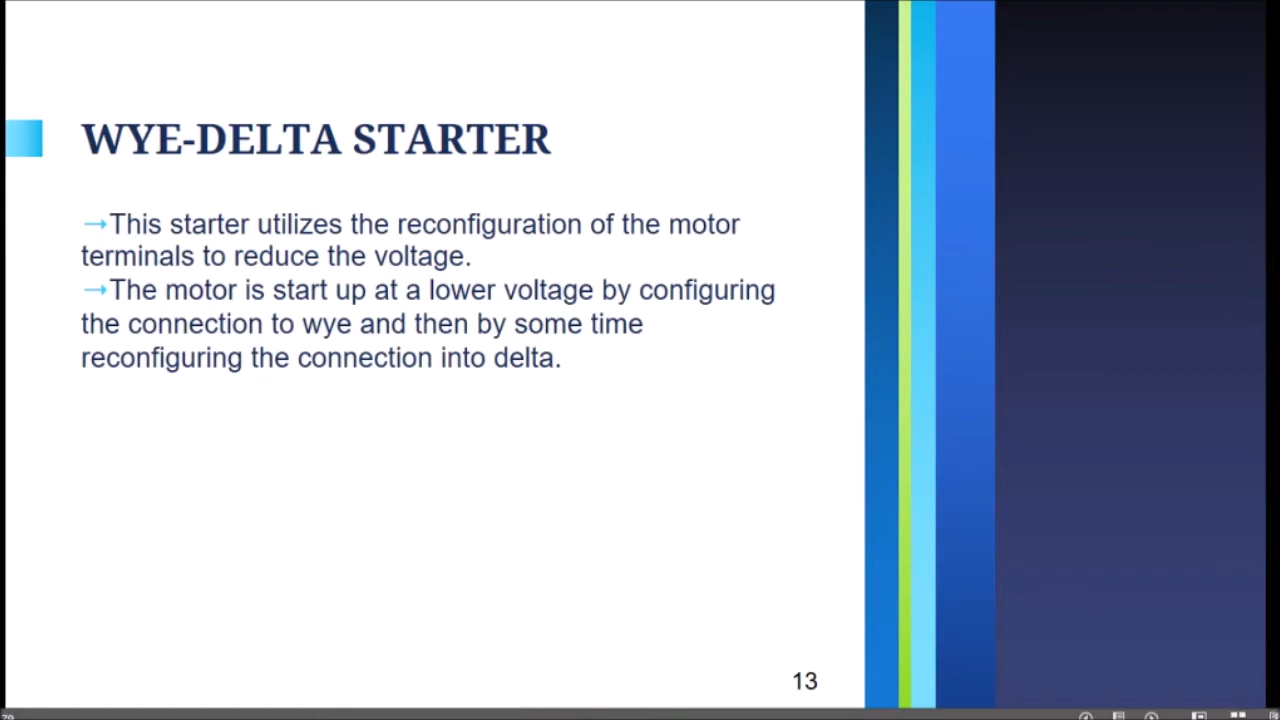 WYE-DELTA STARTER
→This starter utilizes the reconfiguration of the motor
terminals to reduce the voltage.
→The motor is start up at a lower voltage by configuring
the connection to wye and then by some time
reconfiguring the connection into delta.
13